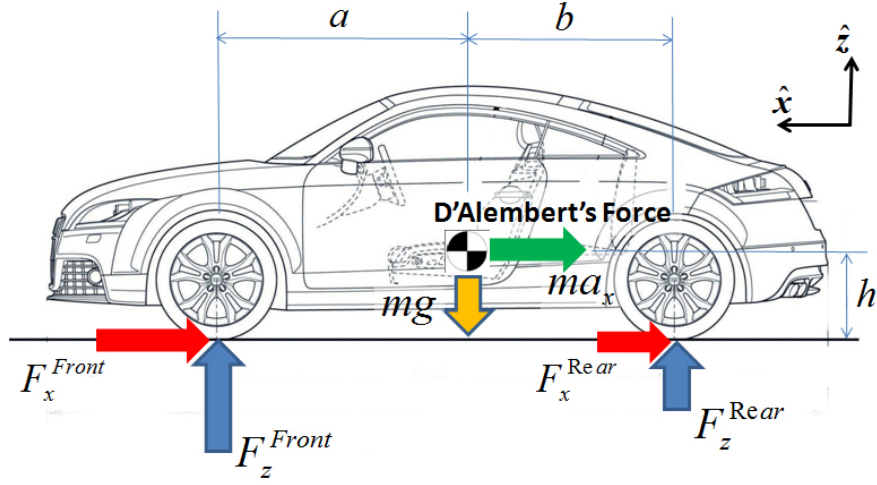 a
b
ẑ
x̂
D'Alembert's Force
mg
ma_x
h
F_x^Front
F_x^Rear
F_z^Front
F_z^Rear